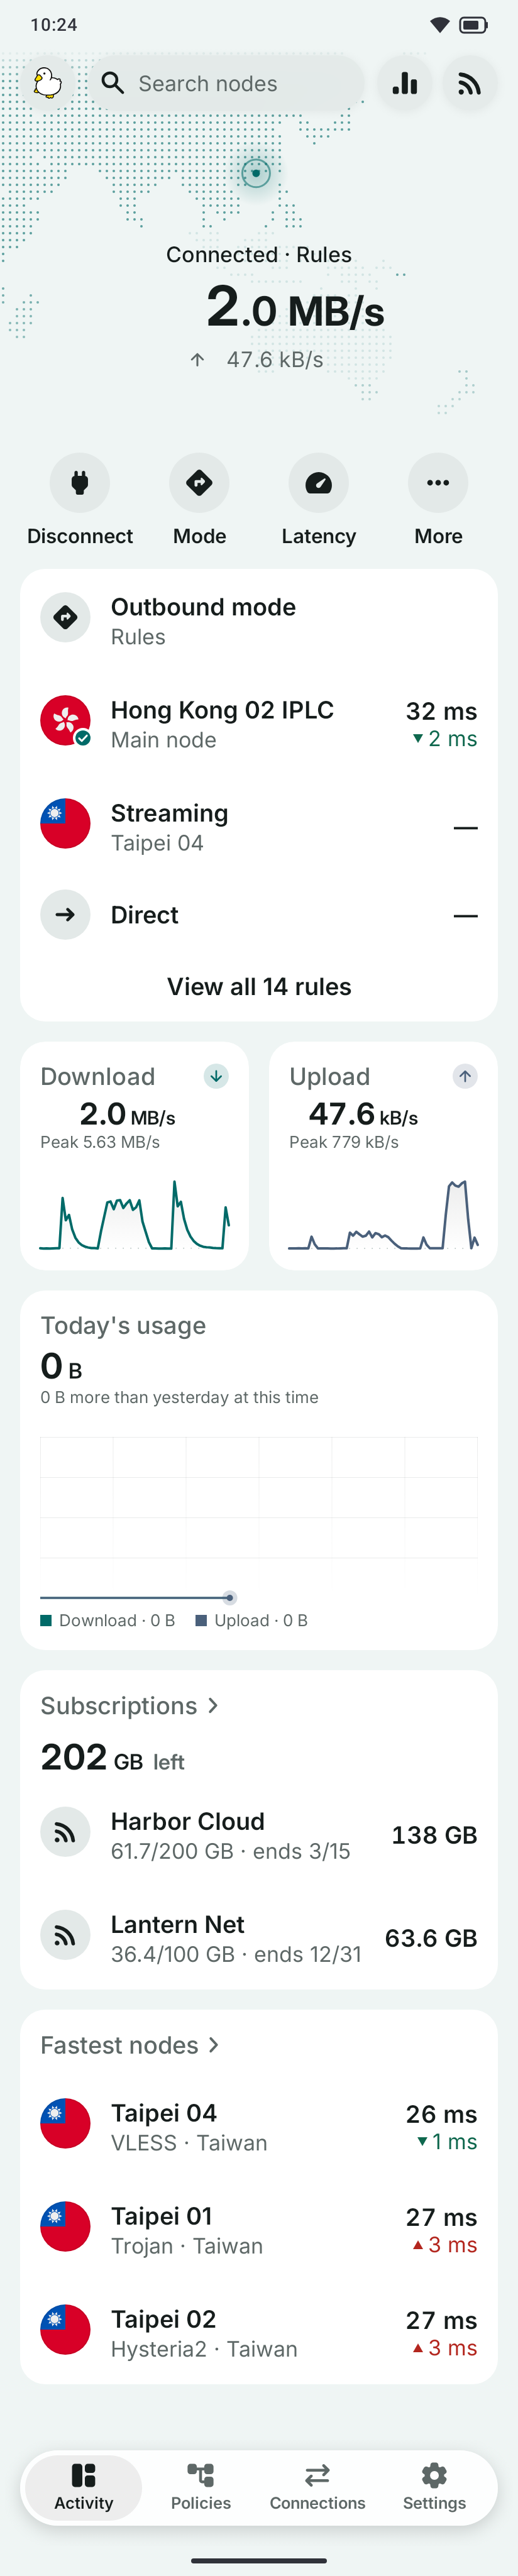 10:24
Search nodes
Connected · Rules
2.0 MB/s
↑ 47.6 kB/s
Disconnect
Mode
Latency
More
Outbound mode
Rules
Hong Kong 02 IPLC
32 ms
Main node
▼2 ms
Streaming
Taipei 04
—
Direct
—
View all 14 rules
Download
2.0 MB/s
Peak 5.63 MB/s
Upload
47.6 kB/s
Peak 779 kB/s
Today's usage
0 B
0 B more than yesterday at this time
Download · 0 B
Upload · 0 B
Subscriptions
202 GB left
Harbor Cloud
61.7/200 GB · ends 3/15
138 GB
Lantern Net
36.4/100 GB · ends 12/31
63.6 GB
Fastest nodes
Taipei 04
26 ms
VLESS · Taiwan
▼1 ms
Taipei 01
27 ms
Trojan · Taiwan
▲3 ms
Taipei 02
27 ms
Hysteria2 · Taiwan
▲3 ms
Activity
Policies
Connections
Settings